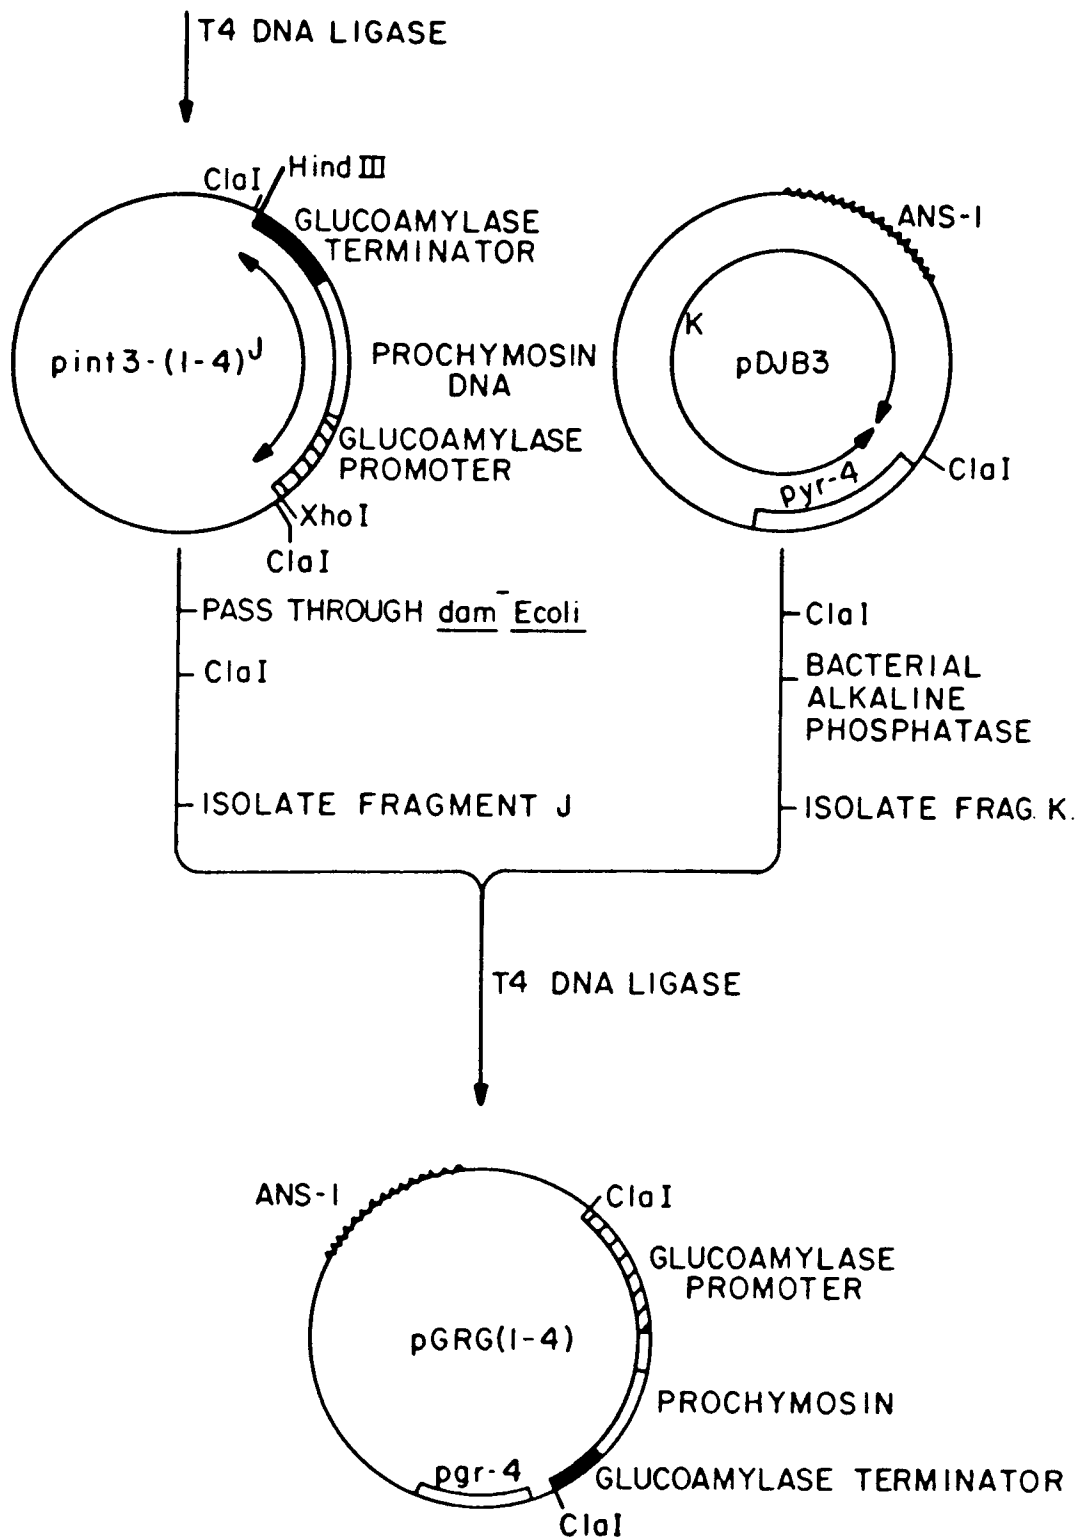 T4 DNA LIGASE
ClaI
Hind III
GLUCOAMYLASE
TERMINATOR
pint3-(1-4)
J
PROCHYMOSIN
DNA
GLUCOAMYLASE
PROMOTER
XhoI
ClaI
ANS-1
K
pDJB3
pyr-4
ClaI
PASS THROUGH dam⁻ Ecoli
ClaI
ISOLATE FRAGMENT J
ClaI
BACTERIAL
ALKALINE
PHOSPHATASE
ISOLATE FRAG. K.
T4 DNA LIGASE
ANS-1
ClaI
GLUCOAMYLASE
PROMOTER
pGRG(1-4)
PROCHYMOSIN
pgr-4
GLUCOAMYLASE TERMINATOR
ClaI